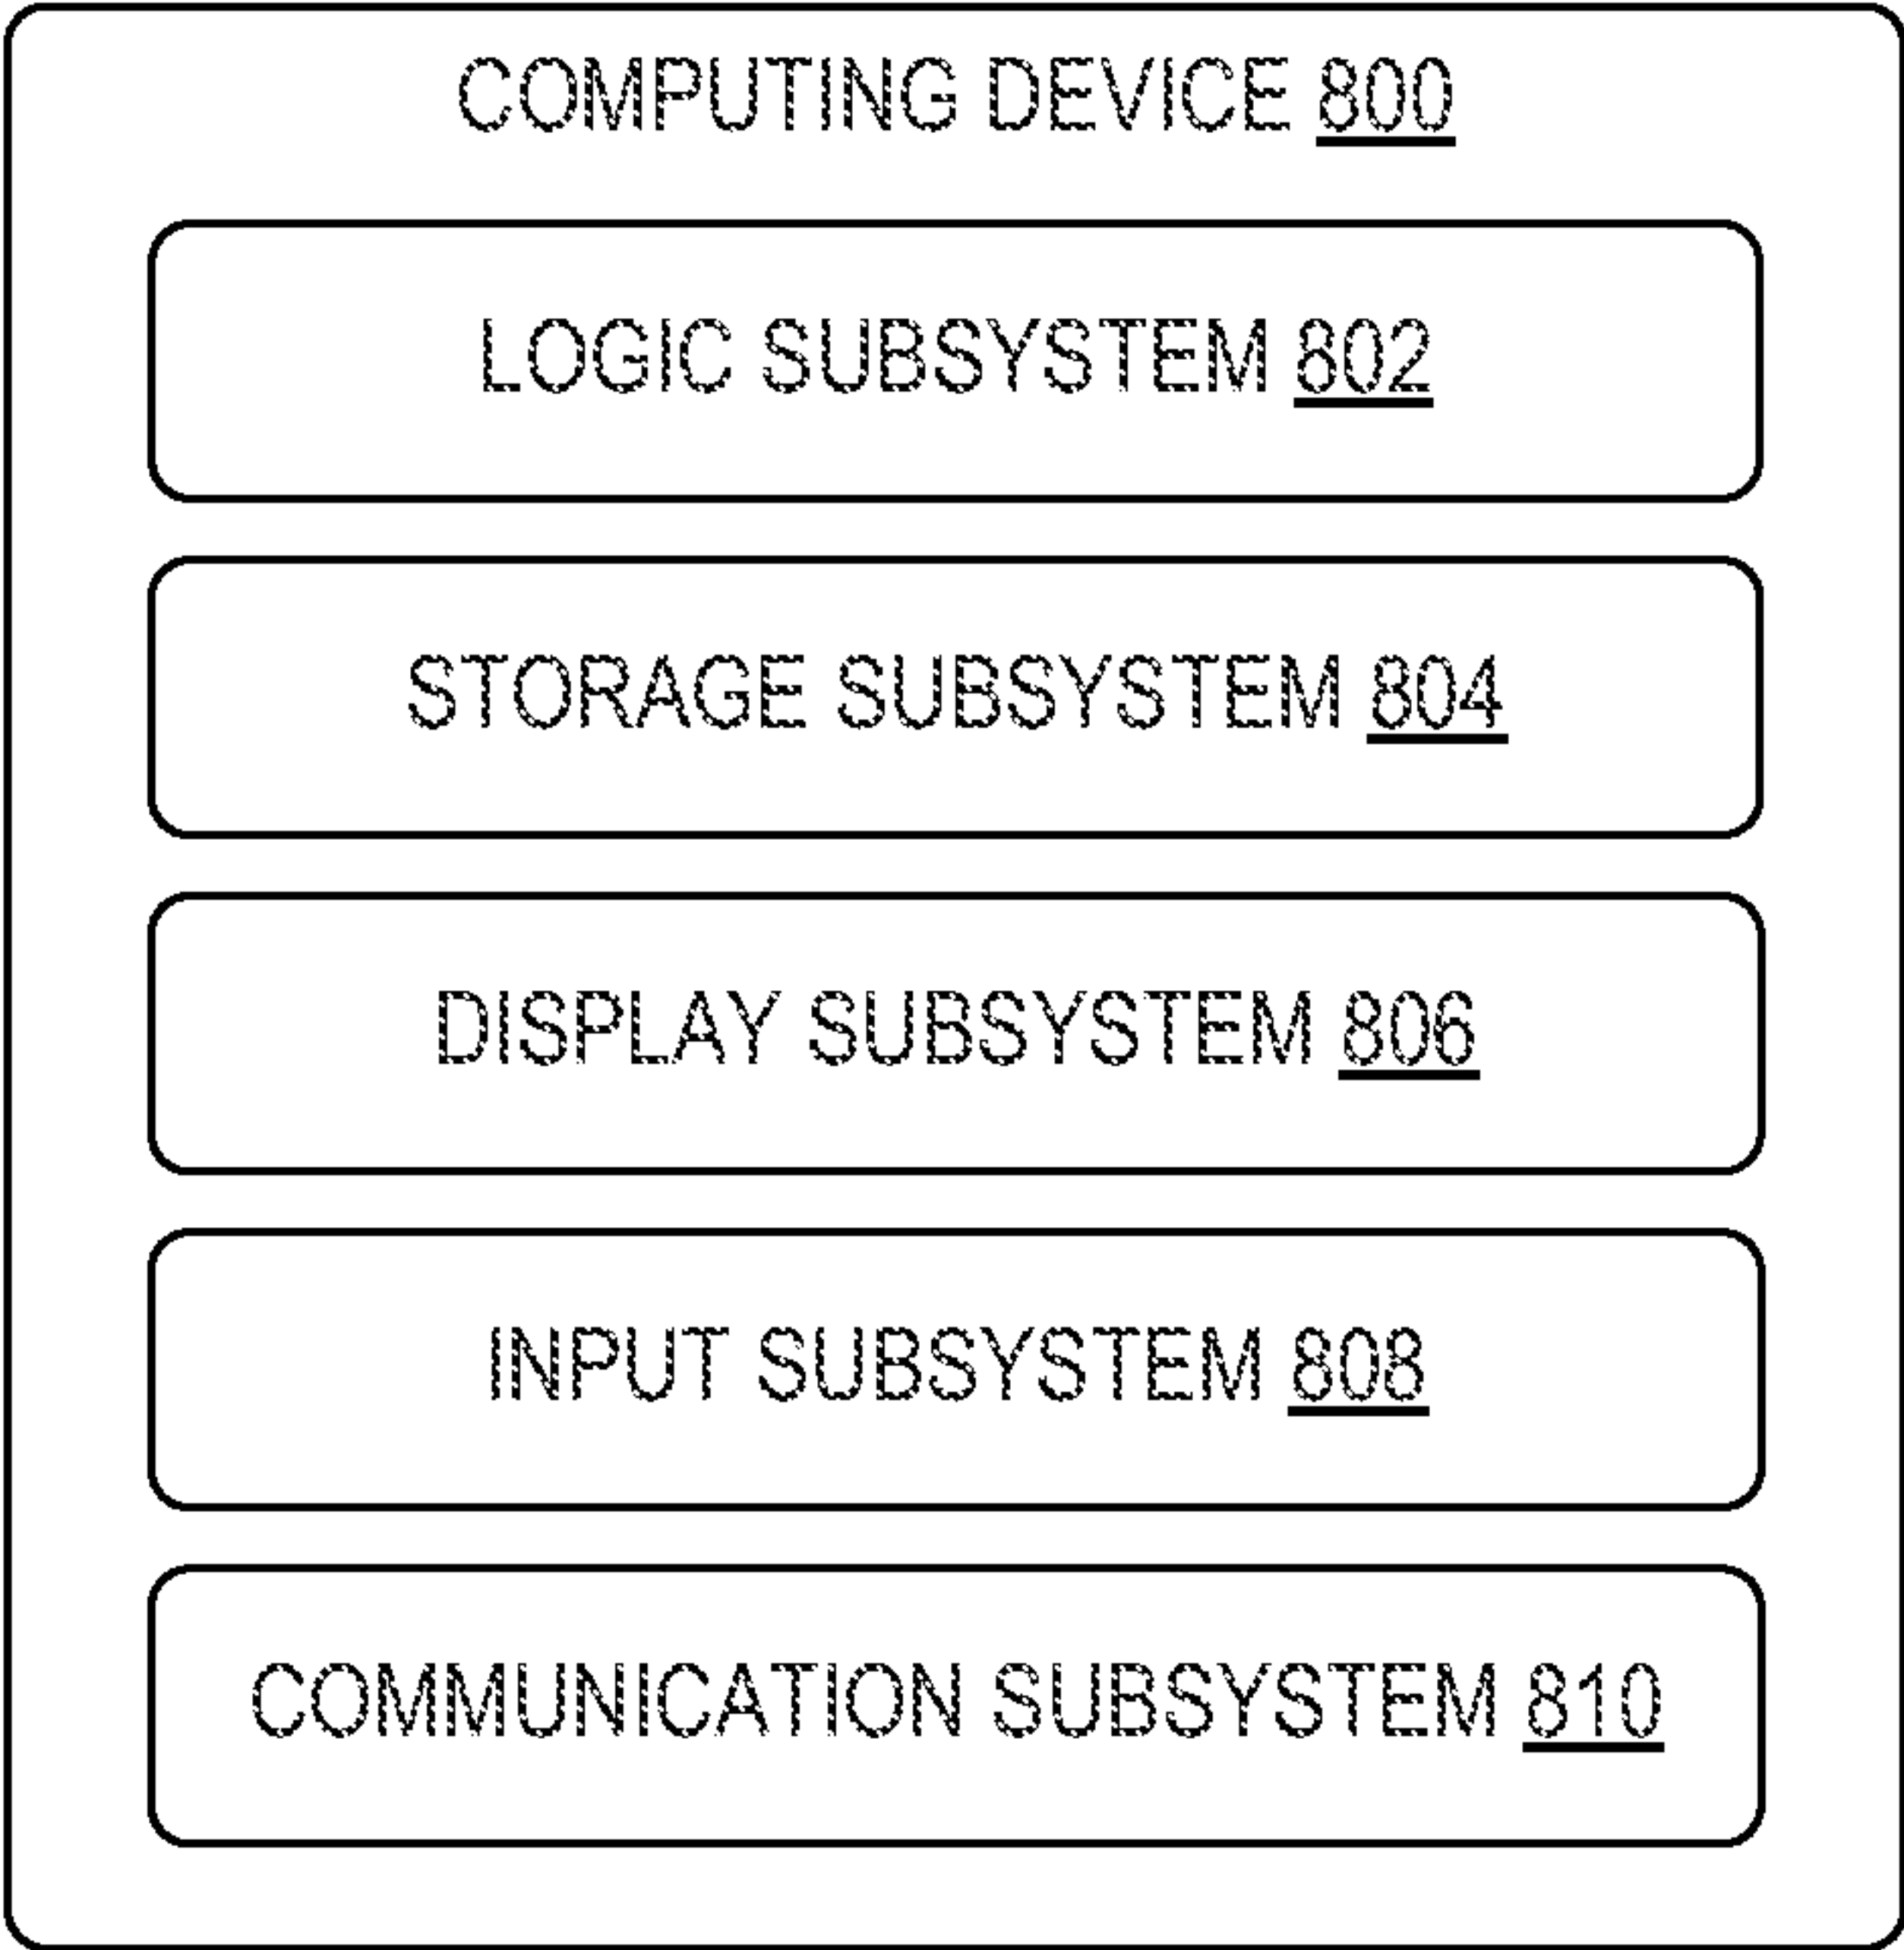 COMPUTING DEVICE 800
LOGIC SUBSYSTEM 802
STORAGE SUBSYSTEM 804
DISPLAY SUBSYSTEM 806
INPUT SUBSYSTEM 808
COMMUNICATION SUBSYSTEM 810